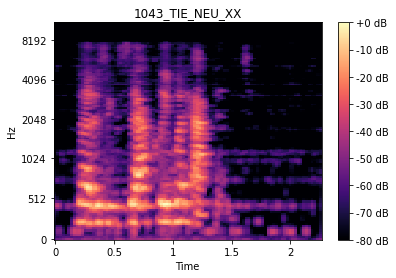 1043_TIE_NEU_XX
Hz
8192
4096
2048
1024
512
0
0
0.5
1
1.5
2
Time
+0 dB
-10 dB
-20 dB
-30 dB
-40 dB
-50 dB
-60 dB
-70 dB
-80 dB